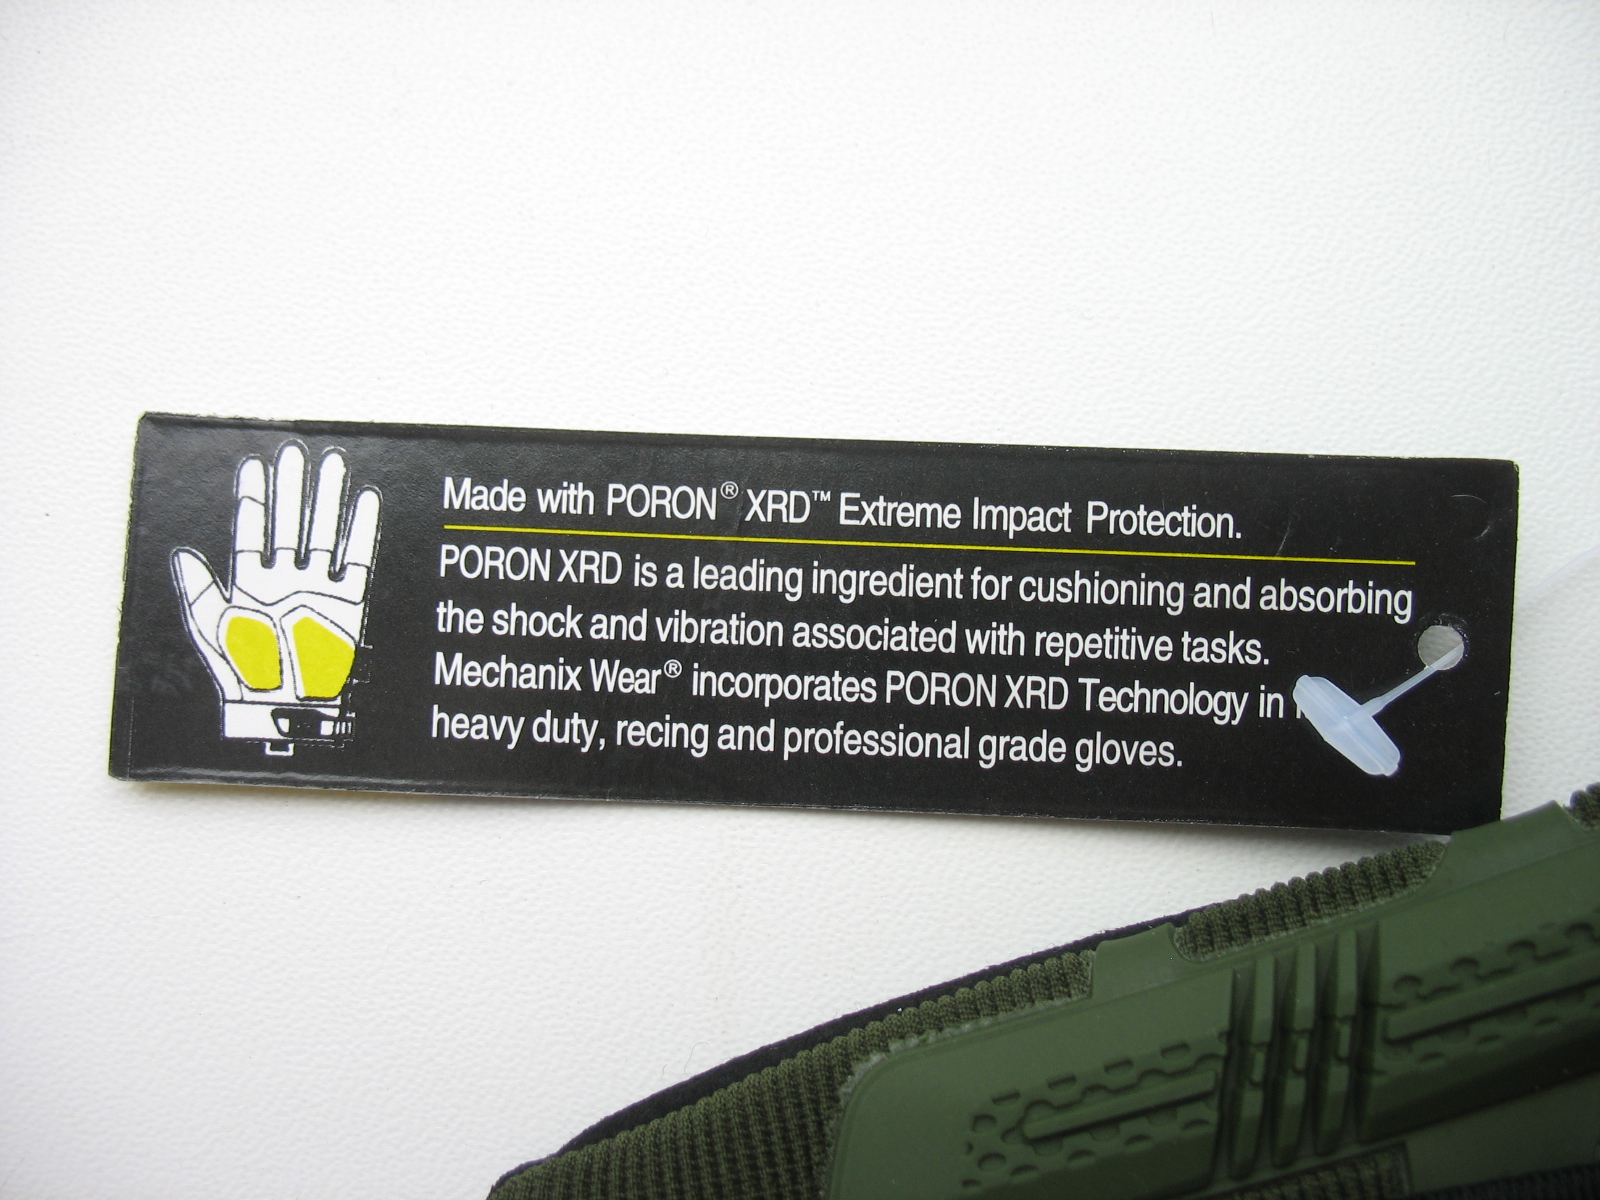 Made with PORON® XRD™ Extreme Impact Protection.
PORON XRD is a leading ingredient for cushioning and absorbing
the shock and vibration associated with repetitive tasks.
Mechanix Wear® incorporates PORON XRD Technology in
heavy duty, recing and professional grade gloves.